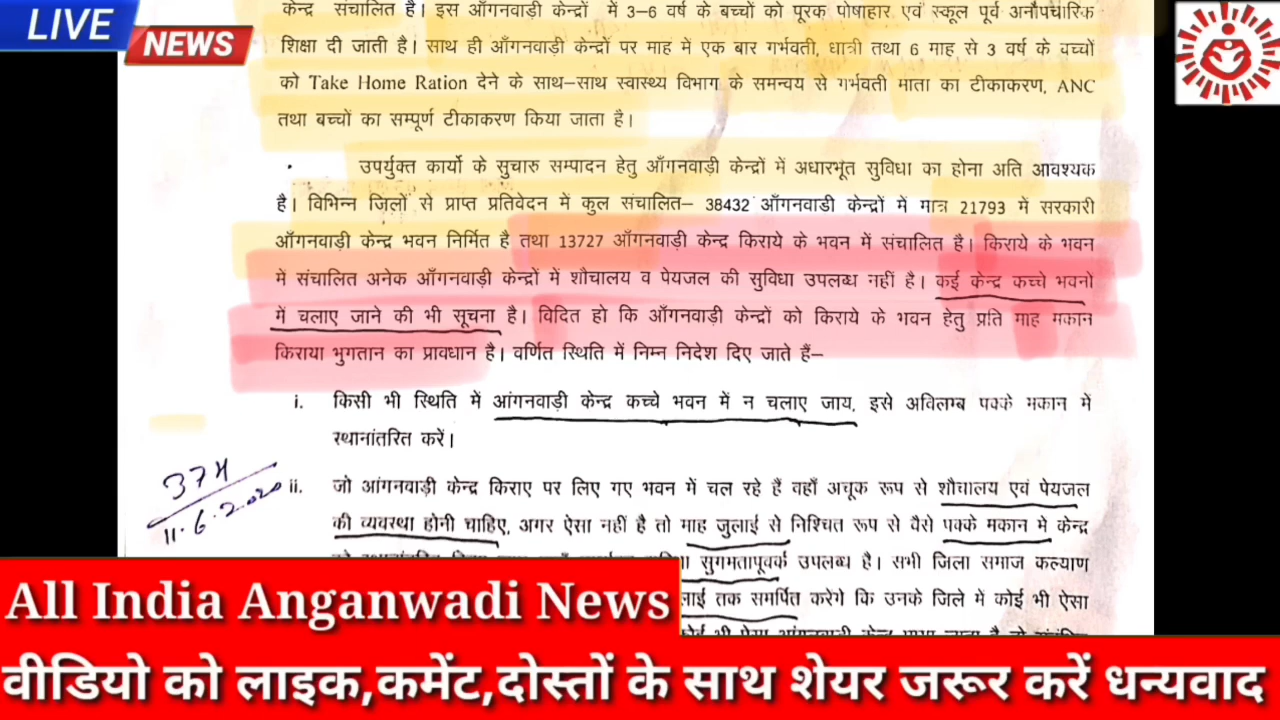 LIVE
NEWS
केन्द्र संचालित है। इस आँगनवाड़ी केन्द्रों में 3–6 वर्ष के बच्चों को पूरक पोषाहार एवं स्कूल पूर्व अनौपचारिक
शिक्षा दी जाती है। साथ ही आँगनवाड़ी केन्द्रों पर माह में एक बार गर्भवती, धात्री तथा 6 माह से 3 वर्ष के बच्चों
को Take Home Ration देने के साथ–साथ स्वास्थ्य विभाग के समन्वय से गर्भवती माता का टीकाकरण, ANC
तथा बच्चों का सम्पूर्ण टीकाकरण किया जाता है।
उपर्युक्त कार्यो के सुचारु सम्पादन हेतु आँगनवाड़ी केन्द्रों में अधारभूत सुविधा का होना अति आवश्यक
है। विभिन्न जिलों से प्राप्त प्रतिवेदन में कुल संचालित– 38432 आँगनवाडी केन्द्रों में मात्र 21793 में सरकारी
आँगनवाड़ी केन्द्र भवन निर्मित है तथा 13727 आँगनवाड़ी केन्द्र किराये के भवन में संचालित है। किराये के भवन
में संचालित अनेक आँगनवाड़ी केन्द्रों में शौचालय व पेयजल की सुविधा उपलब्ध नहीं है। कई केन्द्र कच्चे भवनों
में चलाए जाने की भी सूचना है। विदित हो कि आँगनवाड़ी केन्द्रों को किराये के भवन हेतु प्रति माह मकान
किराया भुगतान का प्रावधान है। वर्णित स्थिति में निम्न निदेश दिए जाते हैं–
i. किसी भी स्थिति में आंगनवाड़ी केन्द्र कच्चे भवन में न चलाए जाय, इसे अविलम्ब पक्के मकान में
स्थानांतरित करें।
374
11.6.2020
ii. जो आंगनवाड़ी केन्द्र किराए पर लिए गए भवन में चल रहे हैं वहाँ अचूक रूप से शौचालय एवं पेयजल
की व्यवस्था होनी चाहिए, अगर ऐसा नहीं है तो माह जुलाई से निश्चित रूप से वैसे पक्के मकान में केन्द्र
सुगमतापूवर्क उपलब्ध है। सभी जिला समाज कल्याण
तक समर्पित करेगे कि उनके जिले में कोई भी ऐसा
All India Anganwadi News
वीडियो को लाइक,कमेंट,दोस्तों के साथ शेयर जरूर करें धन्यवाद